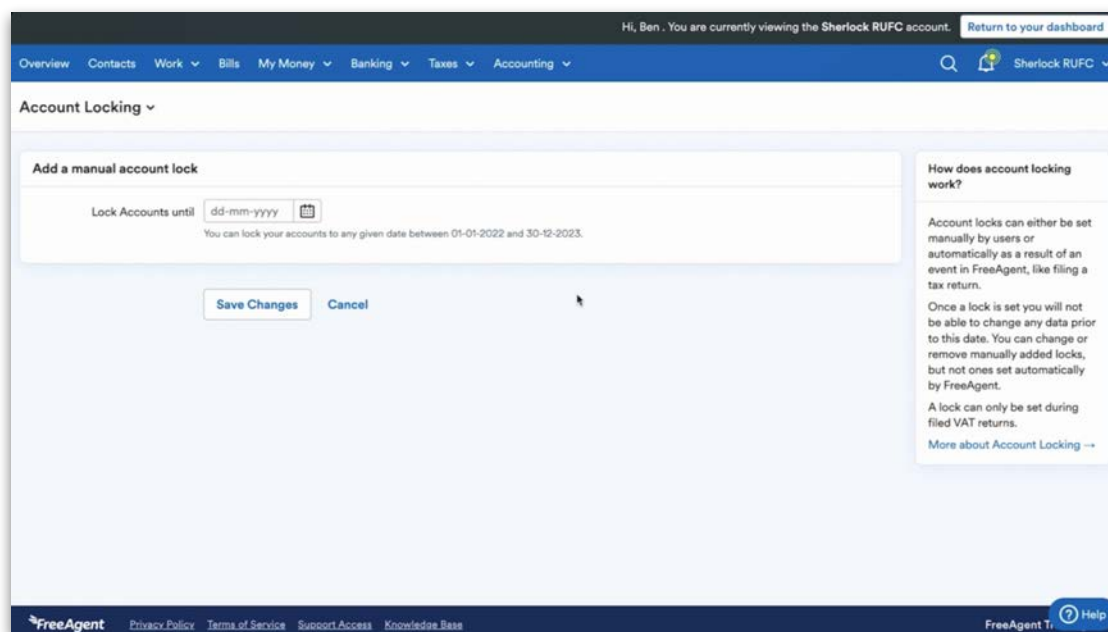 Hi, Ben . You are currently viewing the Sherlock RUFC account. Return to your dashboard
Overview Contacts Work Bills My Money Banking Taxes Accounting Sherlock RUFC
Account Locking
Add a manual account lock
Lock Accounts until dd-mm-yyyy
You can lock your accounts to any given date between 01-01-2022 and 30-12-2023.
Save Changes Cancel
How does account locking
work?
Account locks can either be set
manually by users or
automatically as a result of an
event in FreeAgent, like filing a
tax return.
Once a lock is set you will not
be able to change any data prior
to this date. You can change or
remove manually added locks,
but not ones set automatically
by FreeAgent.
A lock can only be set during
filed VAT returns.
More about Account Locking →
FreeAgent Privacy Policy Terms of Service Support Access Knowledge Base FreeAgent Help